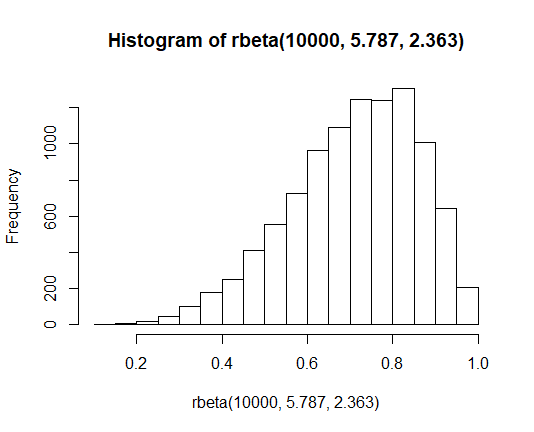 Histogram of rbeta(10000, 5.787, 2.363)
Frequency
1000
600
200
0
0.2 0.4 0.6 0.8 1.0
rbeta(10000, 5.787, 2.363)